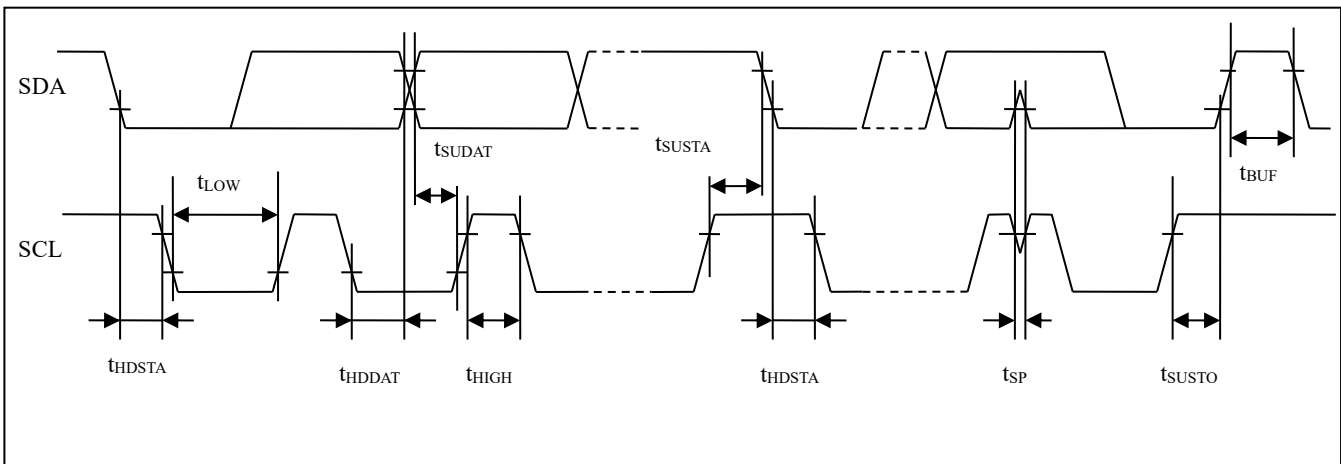 SDA
tSUDAT
tSUSTA
tBUF
tLOW
SCL
tHDSTA
tHDDAT
tHIGH
tHDSTA
tSP
tSUSTO